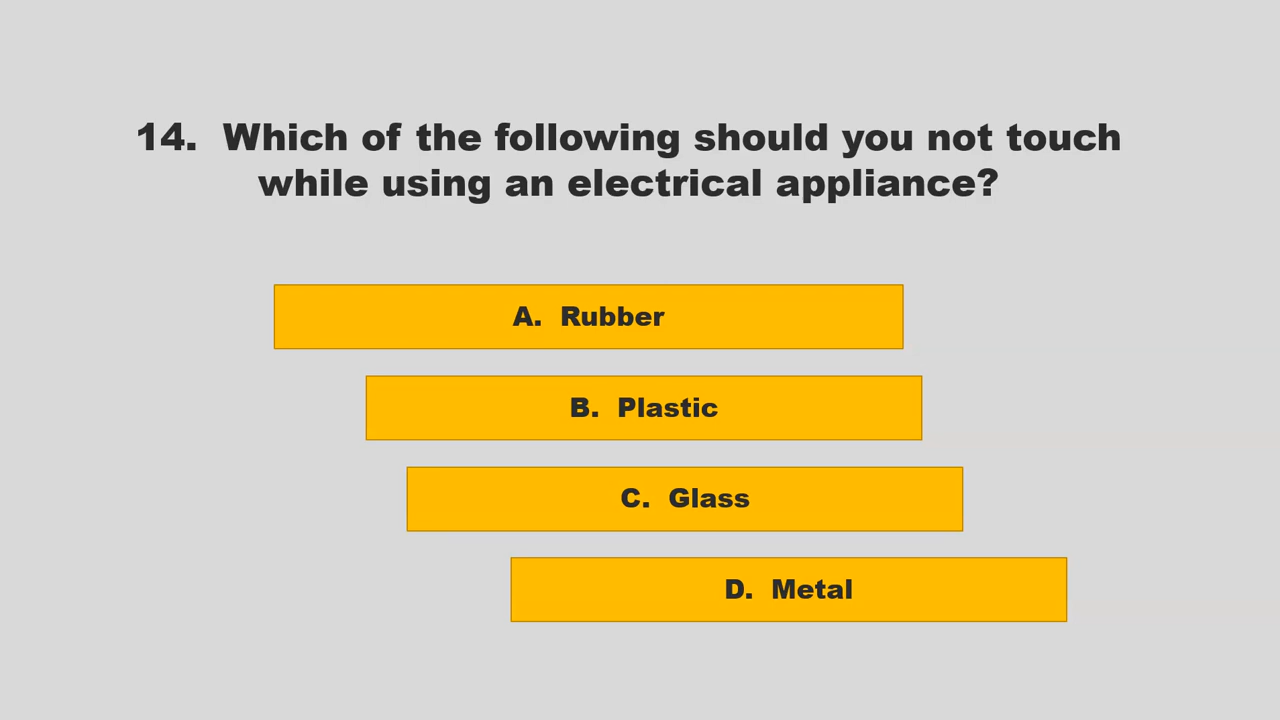 14. Which of the following should you not touch
while using an electrical appliance?
A. Rubber
B. Plastic
C. Glass
D. Metal